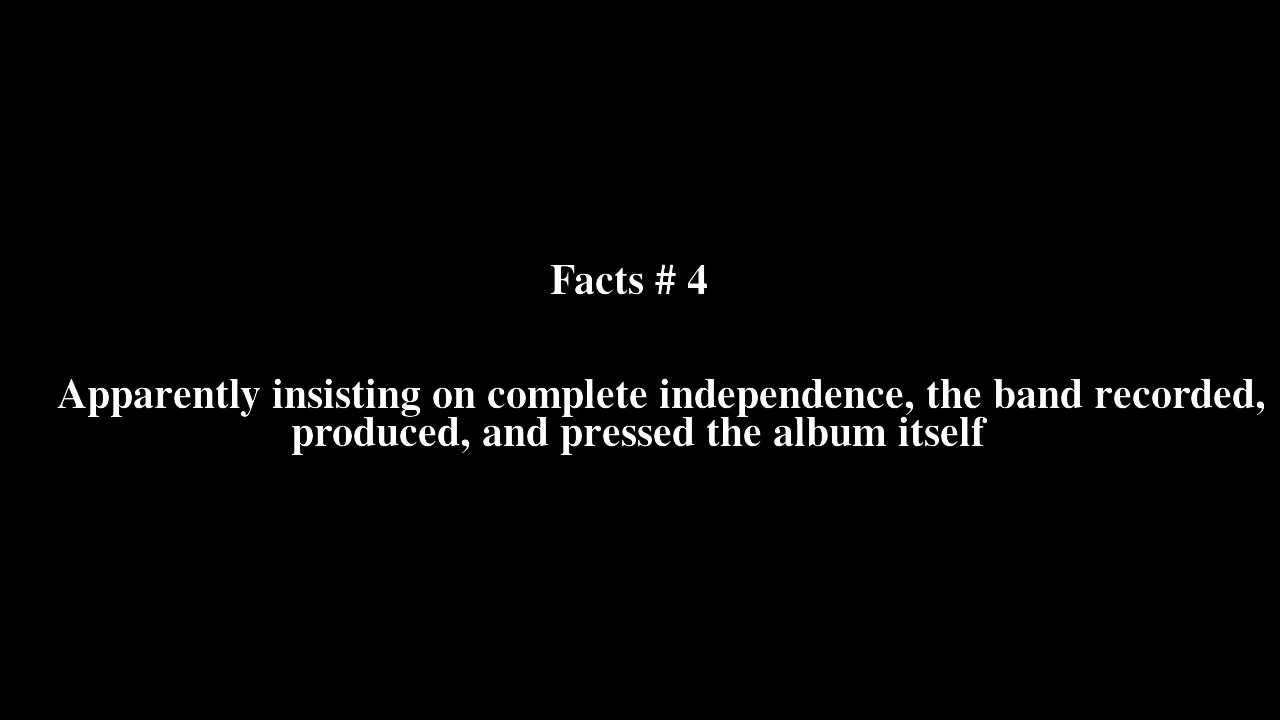 Facts # 4
Apparently insisting on complete independence, the band recorded,
produced, and pressed the album itself